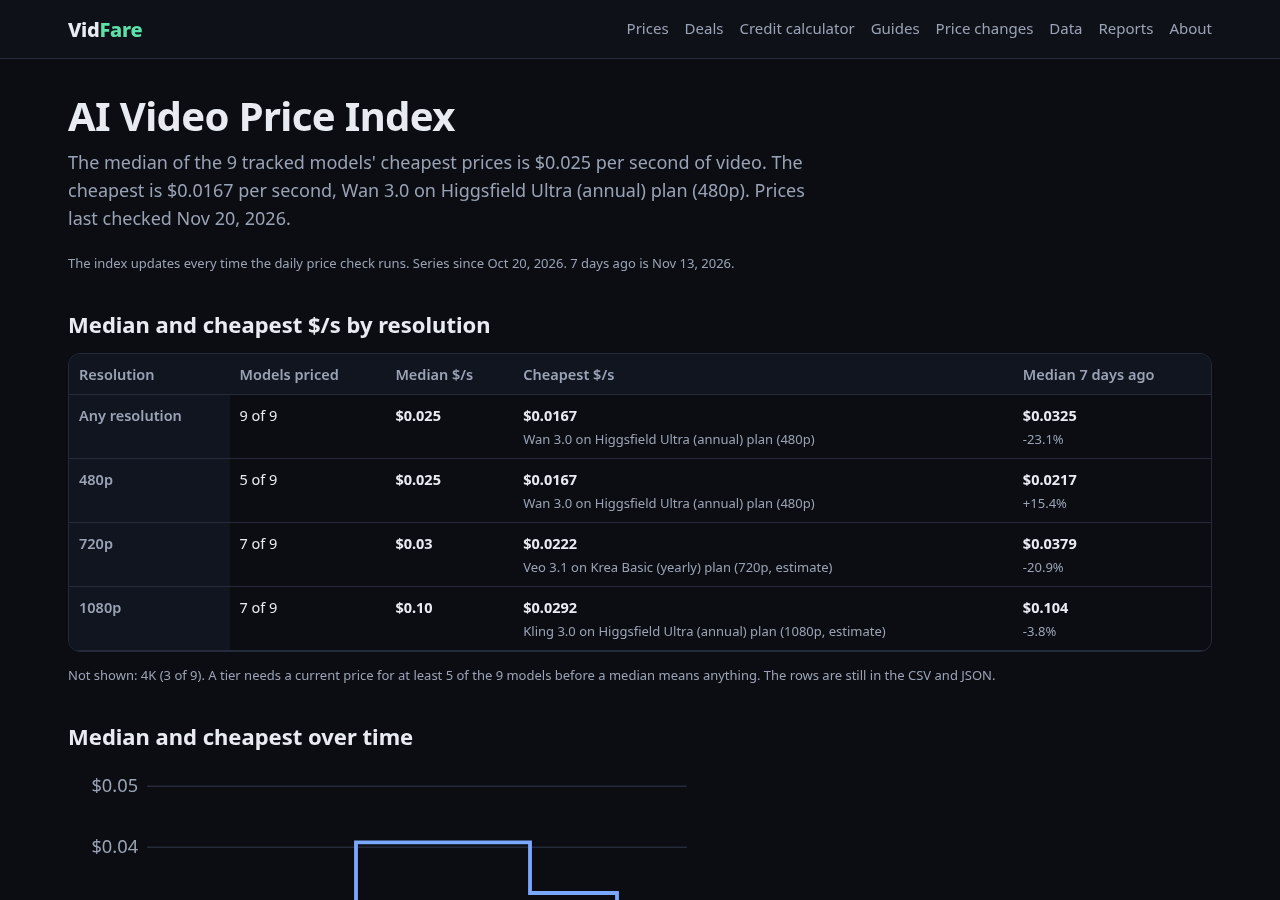 VidFare
Prices Deals Credit calculator Guides Price changes Data Reports About
AI Video Price Index
The median of the 9 tracked models' cheapest prices is $0.025 per second of video. The
cheapest is $0.0167 per second, Wan 3.0 on Higgsfield Ultra (annual) plan (480p). Prices
last checked Nov 20, 2026.
The index updates every time the daily price check runs. Series since Oct 20, 2026. 7 days ago is Nov 13, 2026.
Median and cheapest $/s by resolution
Resolution Models priced Median $/s Cheapest $/s Median 7 days ago
Any resolution 9 of 9 $0.025 $0.0167 $0.0325
Wan 3.0 on Higgsfield Ultra (annual) plan (480p) -23.1%
480p 5 of 9 $0.025 $0.0167 $0.0217
Wan 3.0 on Higgsfield Ultra (annual) plan (480p) +15.4%
720p 7 of 9 $0.03 $0.0222 $0.0379
Veo 3.1 on Krea Basic (yearly) plan (720p, estimate) -20.9%
1080p 7 of 9 $0.10 $0.0292 $0.104
Kling 3.0 on Higgsfield Ultra (annual) plan (1080p, estimate) -3.8%
Not shown: 4K (3 of 9). A tier needs a current price for at least 5 of the 9 models before a median means anything. The rows are still in the CSV and JSON.
Median and cheapest over time
$0.05
$0.04